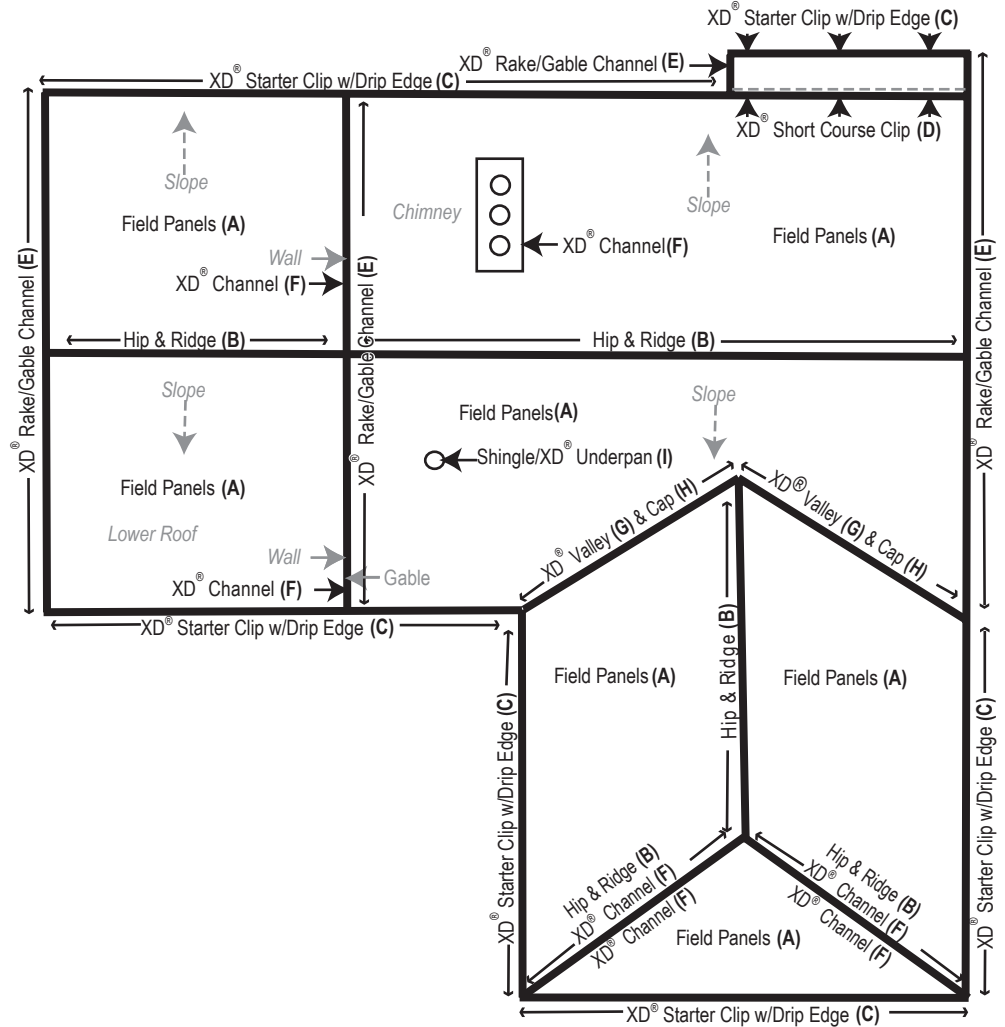 XD® Starter Clip w/Drip Edge (C)
XD® Rake/Gable Channel (E)
XD® Starter Clip w/Drip Edge (C)
XD® Short Course Clip (D)
Slope
Slope
Field Panels (A)
Chimney
Field Panels (A)
XD® Channel(F)
Wall
XD® Channel (F)
XD® Rake/Gable Channel (E)
XD® Rake/Gable Channel (E)
XD® Rake/Gable Channel (E)
Hip & Ridge (B)
Hip & Ridge (B)
Slope
Slope
Field Panels(A)
Shingle/XD® Underpan (I)
Field Panels (A)
Lower Roof
Wall
Gable
XD® Channel (F)
XD® Valley (G) & Cap (H)
XD® Valley (G) & Cap (H)
XD® Starter Clip w/Drip Edge (C)
Field Panels (A)
Hip & Ridge (B)
Field Panels (A)
XD® Starter Clip w/Drip Edge (C)
XD® Starter Clip w/Drip Edge (C)
Hip & Ridge (B)
XD® Channel (F)
XD® Channel (F)
Hip & Ridge (B)
XD® Channel (F)
XD® Channel (F)
Field Panels (A)
XD® Starter Clip w/Drip Edge (C)